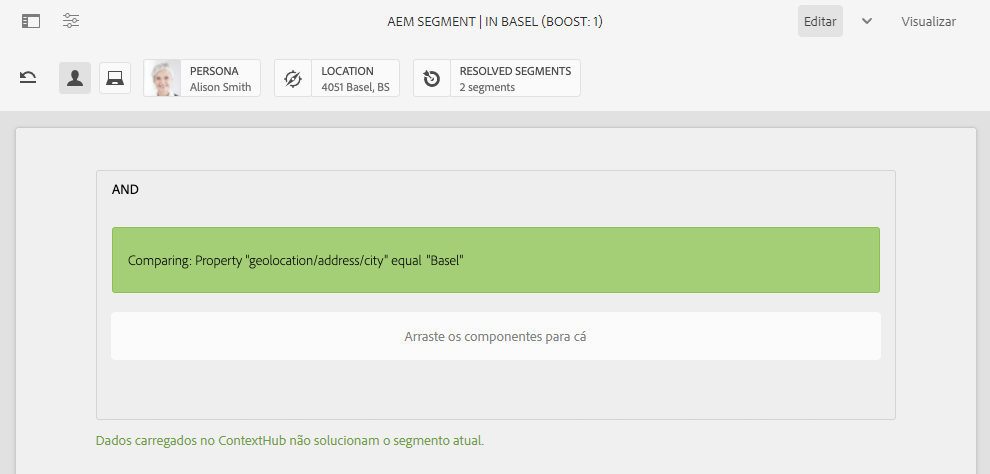 AEM SEGMENT | IN BASEL (BOOST: 1)
Editar
Visualizar
PERSONA
Alison Smith
LOCATION
4051 Basel, BS
RESOLVED SEGMENTS
2 segments
AND
Comparing: Property "geolocation/address/city" equal "Basel"
Arraste os componentes para cá
Dados carregados no ContextHub não solucionam o segmento atual.